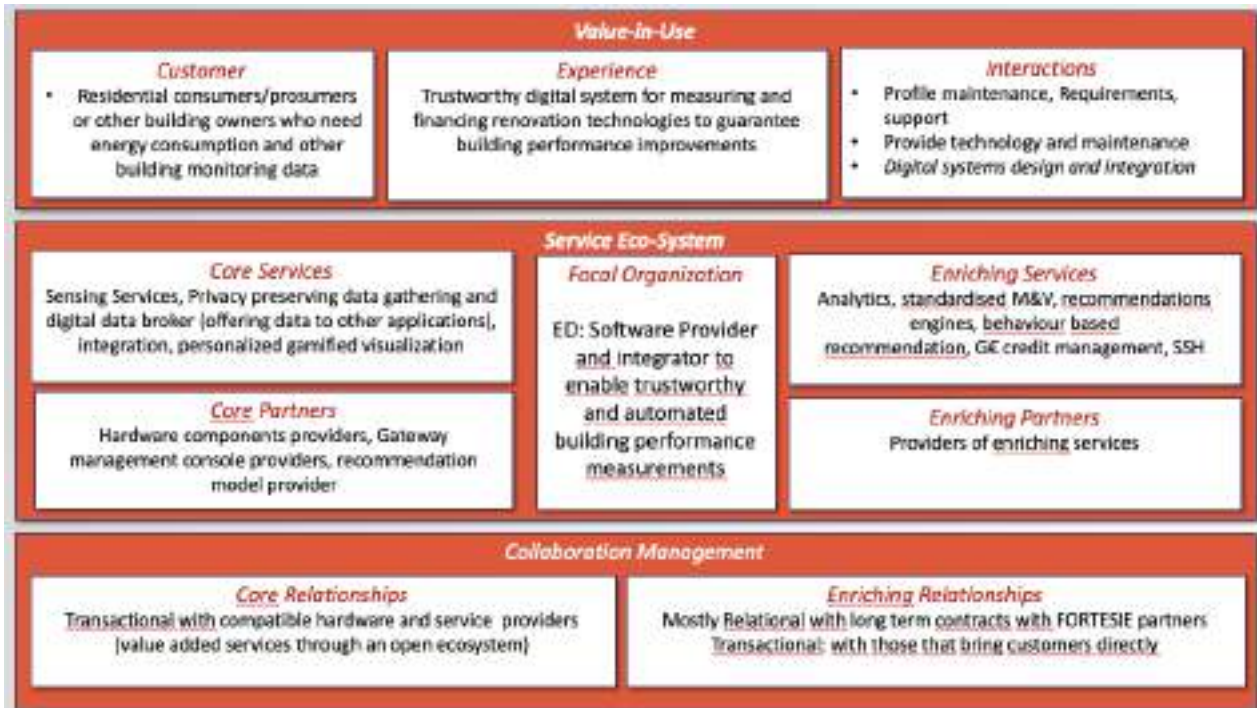 Value-in-Use
Customer
• Residential consumers/prosumers
or other building owners who need
energy consumption and other
building monitoring data
Experience
Trustworthy digital system for measuring and
financing renovation technologies to guarantee
building performance improvements
Interactions
• Profile maintenance, Requirements,
support
• Provide technology and maintenance
• Digital systems design and integration
Service Eco-System
Core Services
Sensing Services, Privacy preserving data gathering and
digital data broker (offering data to other applications),
integration, personalized gamified visualization
Core Partners
Hardware components providers, Gateway
management console providers, recommendation
model provider
Focal Organization
ED: Software Provider
and integrator to
enable trustworthy
and automated
building performance
measurements
Enriching Services
Analytics, standardised M&V, recommendations
engines, behaviour based
recommendation, G€ credit management, SSH
Enriching Partners
Providers of enriching services
Collaboration Management
Core Relationships
Transactional with compatible hardware and service providers
(value added services through an open ecosystem)
Enriching Relationships
Mostly Relational with long term contracts with FORTESIE partners
Transactional: with those that bring customers directly